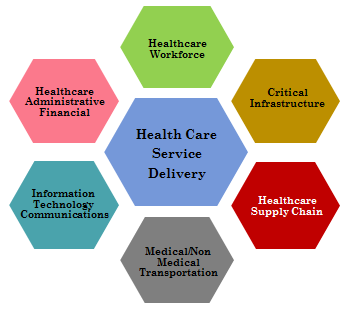 Healthcare
Workforce
Healthcare
Administrative
Financial
Critical
Infrastructure
Health Care
Service
Delivery
Information
Technology
Communications
Healthcare
Supply Chain
Medical/Non
Medical
Transportation